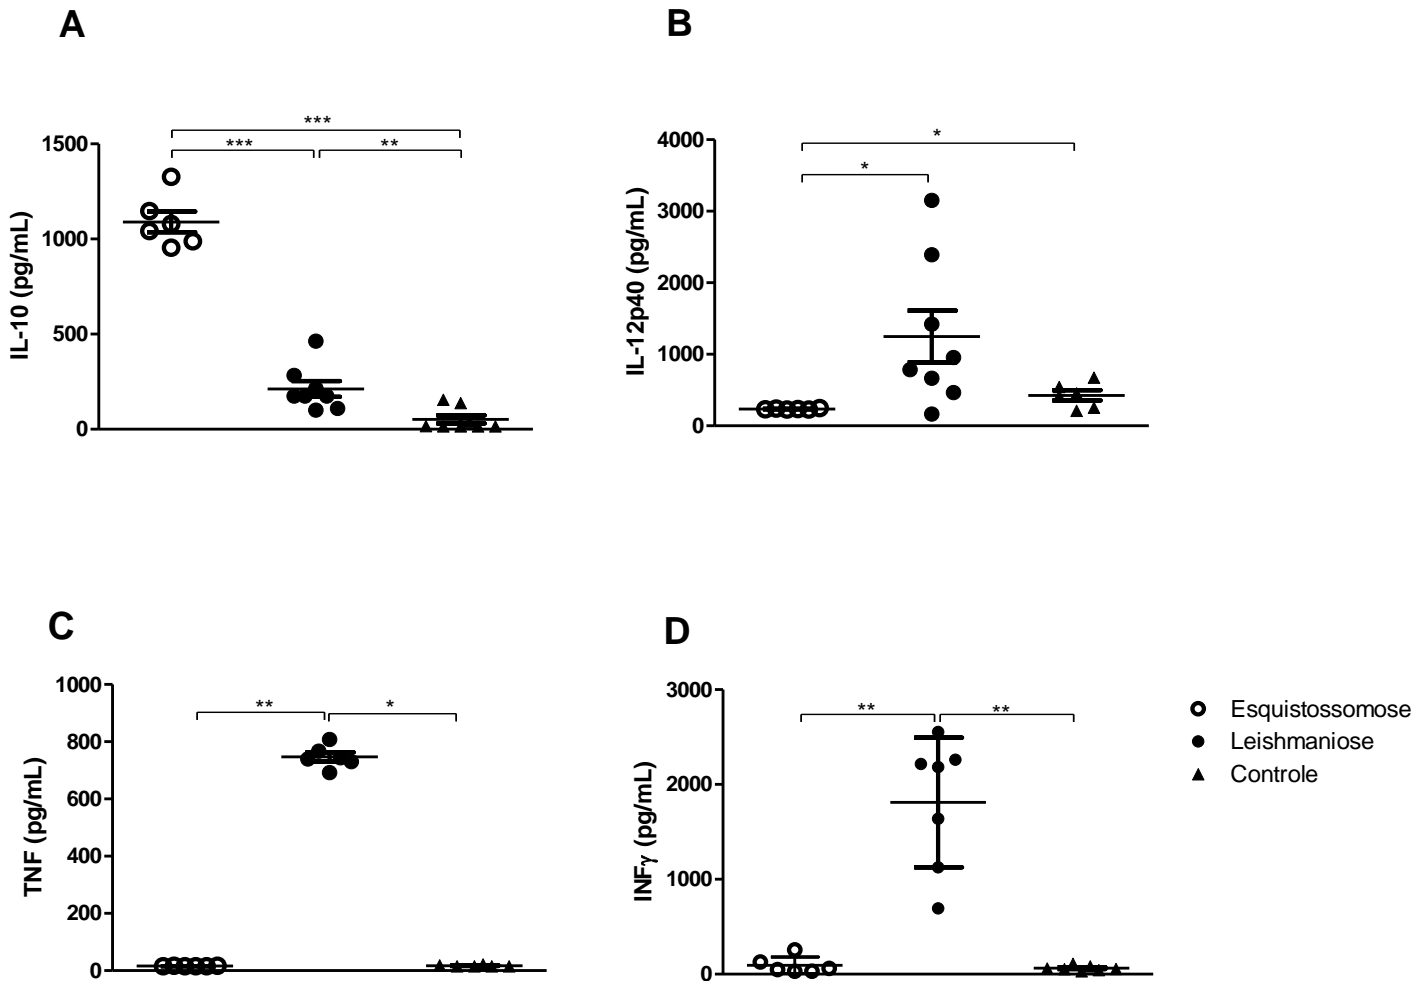 A
***
***
**
1500
1000
500
0
IL-10 (pg/mL)
B
*
*
4000
3000
2000
1000
0
IL-12p40 (pg/mL)
C
**
*
1000
800
600
400
200
0
TNF (pg/mL)
D
**
**
3000
2000
1000
0
INFγ (pg/mL)
Esquistossomose
Leishmaniose
Controle